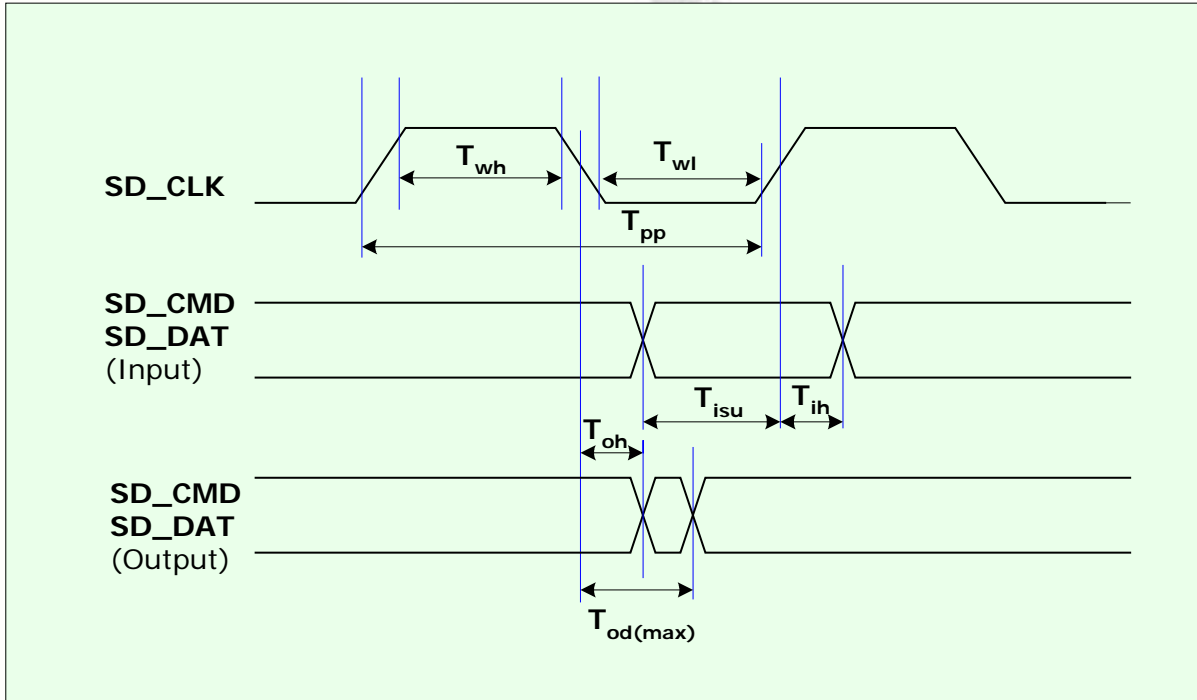 T_wh
T_wl
SD_CLK
T_pp
SD_CMD
SD_DAT
(Input)
T_isu
T_ih
T_oh
SD_CMD
SD_DAT
(Output)
T_od(max)